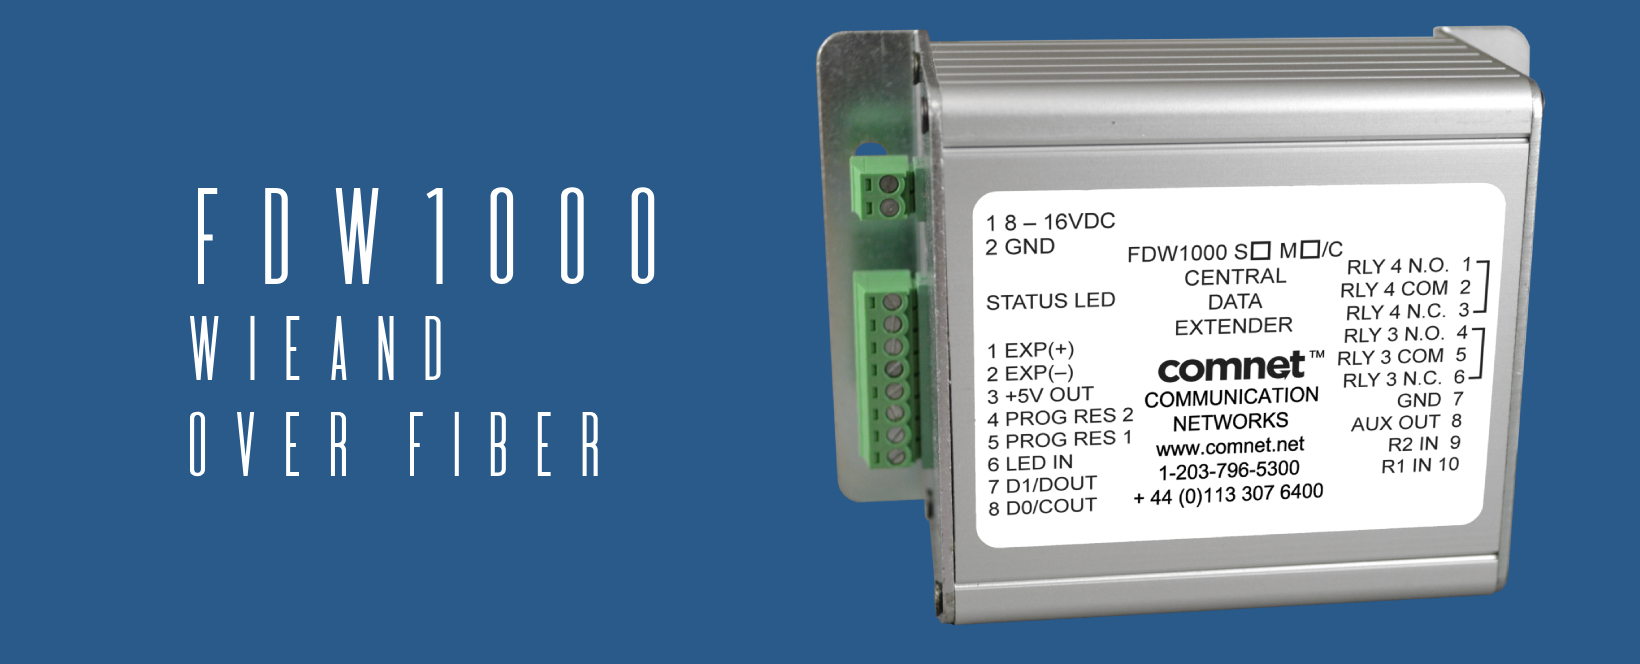 FDW1000
WIEAND
OVER FIBER
1 8 – 16VDC
2 GND
STATUS LED
1 EXP(+)
2 EXP(–)
3 +5V OUT
4 PROG RES 2
5 PROG RES 1
6 LED IN
7 D1/DOUT
8 D0/COUT
FDW1000 S□ M□/C
CENTRAL
DATA
EXTENDER
comnet™
COMMUNICATION
NETWORKS
www.comnet.net
1-203-796-5300
+ 44 (0)113 307 6400
RLY 4 N.O. 1
RLY 4 COM 2
RLY 4 N.C. 3
RLY 3 N.O. 4
RLY 3 COM 5
RLY 3 N.C. 6
GND 7
AUX OUT 8
R2 IN 9
R1 IN 10